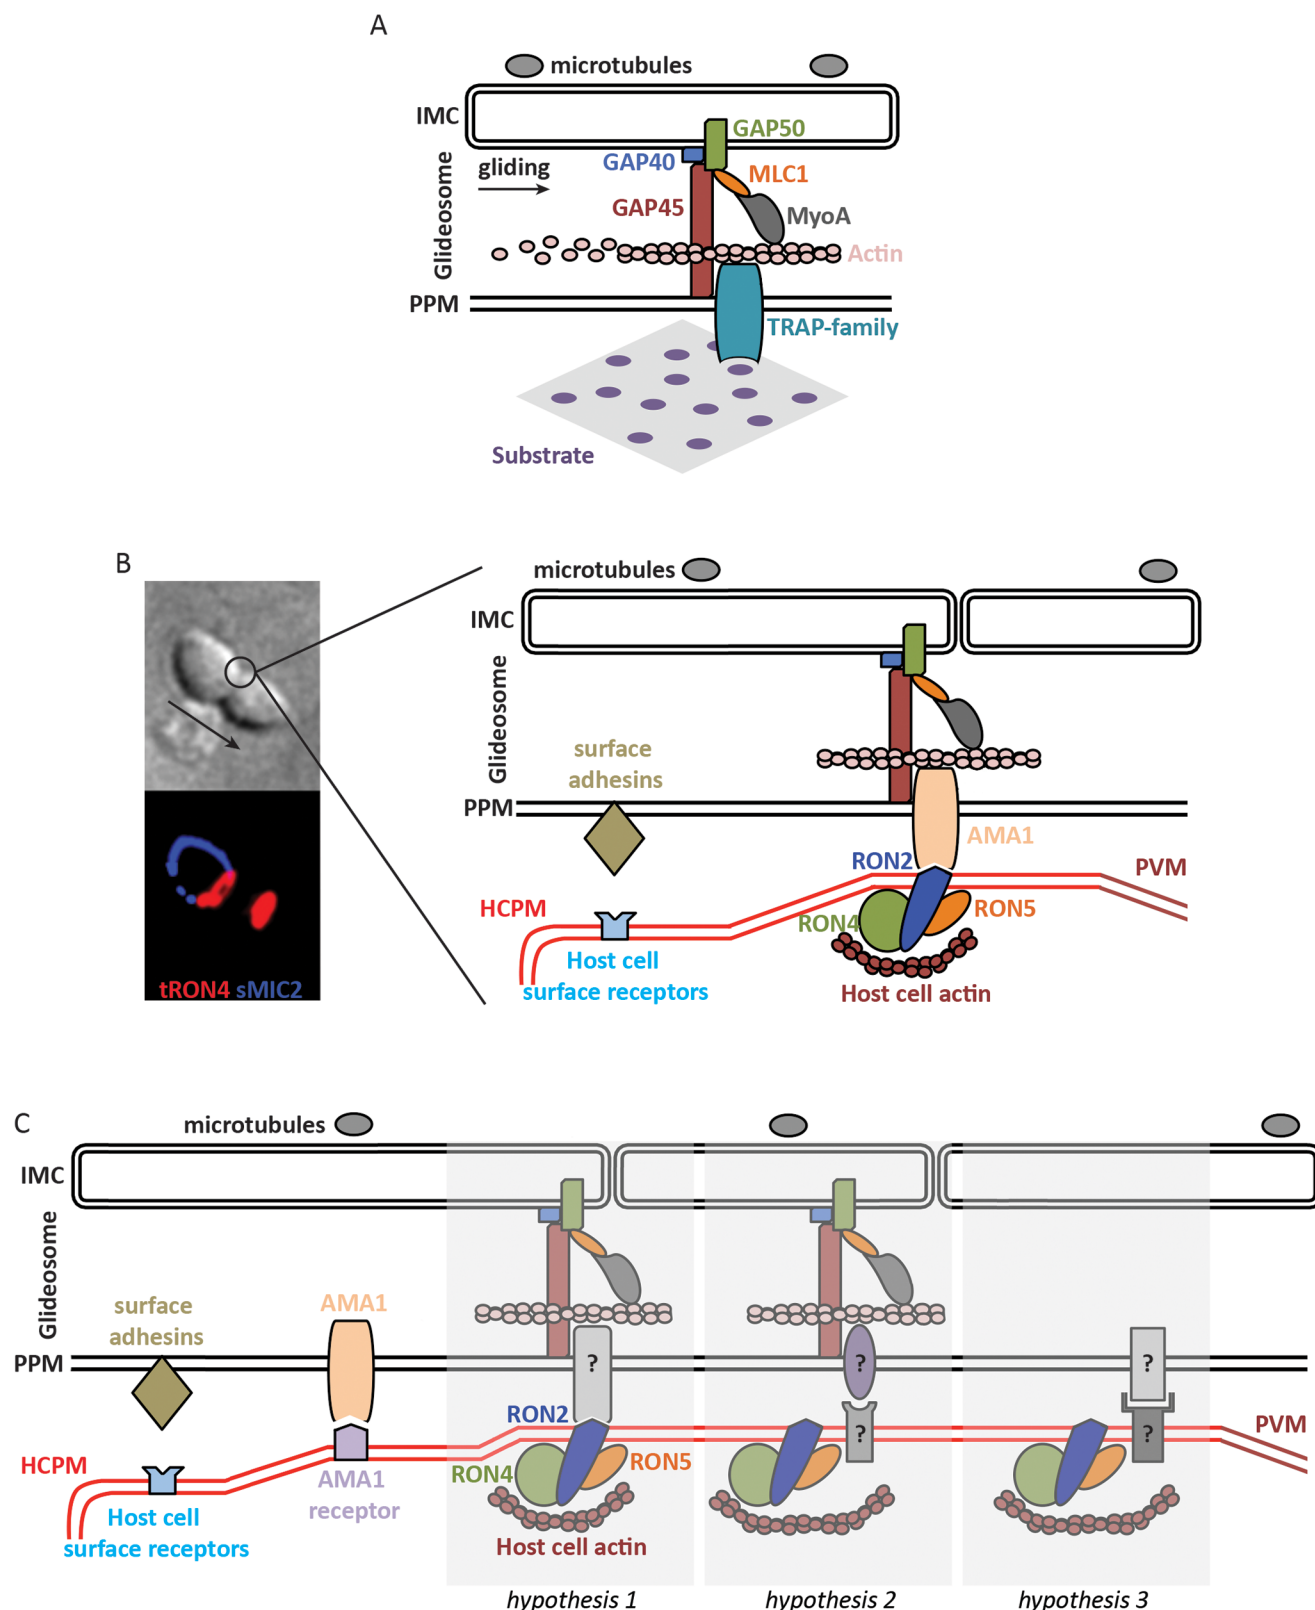 A
microtubules
IMC
GAP50
GAP40
gliding
MLC1
GAP45
MyoA
Glideosome
Actin
PPM
TRAP-family
Substrate
B
microtubules
IMC
Glideosome
surface
adhesins
PPM
AMA1
RON2
PVM
HCPM
RON4
RON5
Host cell
surface receptors
Host cell actin
tRON4 sMIC2
C
microtubules
IMC
Glideosome
surface
adhesins
AMA1
PPM
?
?
?
?
?
RON2
PVM
HCPM
RON4
RON5
AMA1
receptor
Host cell
surface receptors
Host cell actin
hypothesis 1
hypothesis 2
hypothesis 3